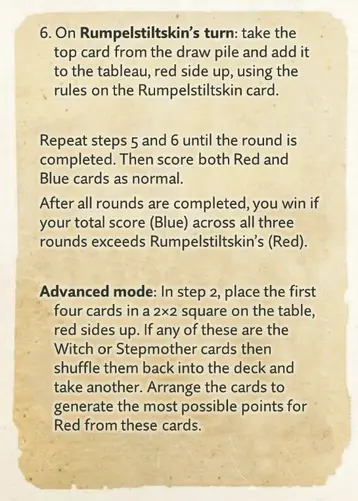 6. On Rumpelstiltskin's turn: take the
top card from the draw pile and add it
to the tableau, red side up, using the
rules on the Rumpelstiltskin card.
Repeat steps 5 and 6 until the round is
completed. Then score both Red and
Blue cards as normal.
After all rounds are completed, you win if
your total score (Blue) across all three
rounds exceeds Rumpelstiltskin's (Red).
Advanced mode: In step 2, place the first
four cards in a 2×2 square on the table,
red sides up. If any of these are the
Witch or Stepmother cards then
shuffle them back into the deck and
take another. Arrange the cards to
generate the most possible points for
Red from these cards.